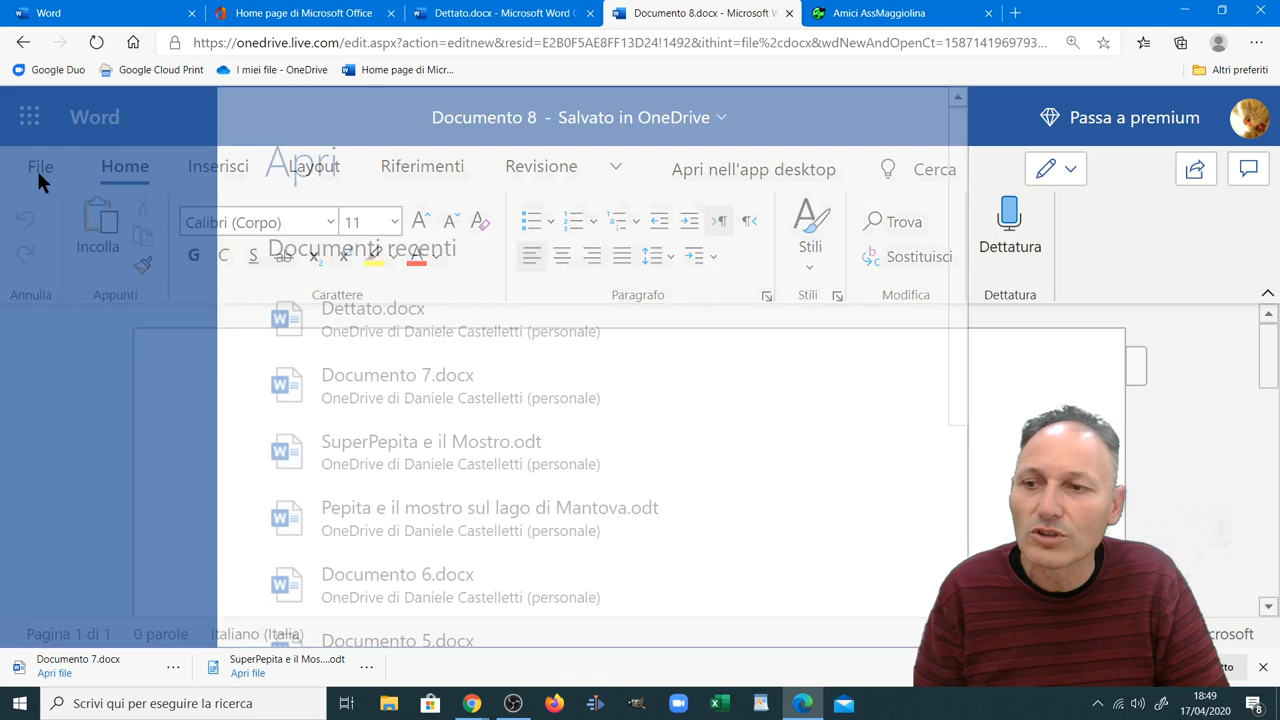 Word
Home page di Microsoft Office
Dettato.docx - Microsoft Word O
Documento 8.docx - Microsoft W
Amici AssMaggiolina
https://onedrive.live.com/edit.aspx?action=editnew&resid=E2B0F5AE8FF13D24!1492&ithint=file%2cdocx&wdNewAndOpenCt=1587141969793...
Google Duo
Google Cloud Print
I miei file - OneDrive
Home page di Micr...
Altri preferiti
Word
Documento 8 - Salvato in OneDrive
Passa a premium
File
Home
Inserisci
Layout
Riferimenti
Revisione
Apri nell'app desktop
Cerca
Apri
Incolla
Calibri (Corpo)
11
Stili
Trova
Sostituisci
Dettatura
G C S ab
Documenti recenti
Annulla
Appunti
Carattere
Paragrafo
Stili
Modifica
Dettatura
Dettato.docx
OneDrive di Daniele Castelletti (personale)
Documento 7.docx
OneDrive di Daniele Castelletti (personale)
SuperPepita e il Mostro.odt
OneDrive di Daniele Castelletti (personale)
Pepita e il mostro sul lago di Mantova.odt
OneDrive di Daniele Castelletti (personale)
Documento 6.docx
OneDrive di Daniele Castelletti (personale)
Documento 5.docx
Pagina 1 di 1
0 parole
Italiano (Italia)
Documento 7.docx
Apri file
SuperPepita e il Mos....odt
Apri file
Scrivi qui per eseguire la ricerca
18:49
17/04/2020
8